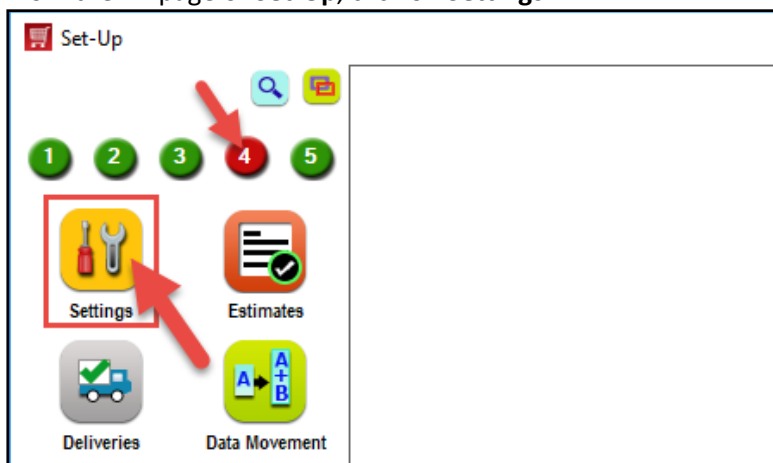 Set-Up
1 2 3 4 5
Settings Estimates
A A + B
Deliveries Data Movement